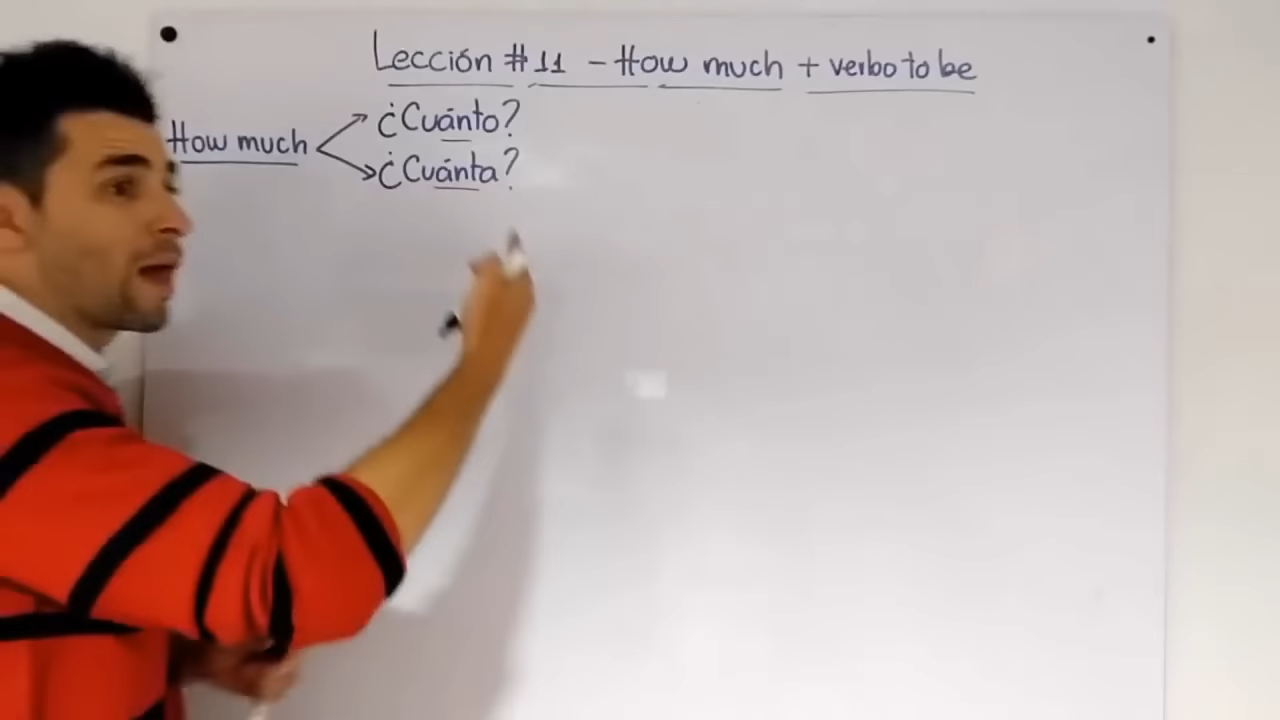 Lección #11 - How much + verbo to be
How much
¿Cuánto?
¿Cuánta?